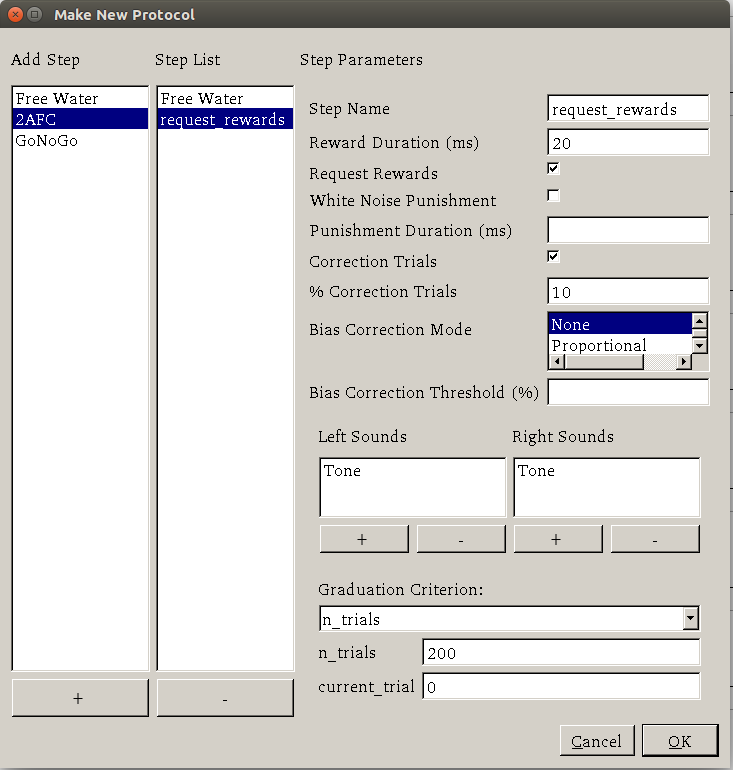 Make New Protocol
Add Step
Step List
Step Parameters
Free Water
2AFC
GoNoGo
Free Water
request_rewards
Step Name
request_rewards
Reward Duration (ms)
20
Request Rewards
White Noise Punishment
Punishment Duration (ms)
Correction Trials
% Correction Trials
10
Bias Correction Mode
None
Proportional
Bias Correction Threshold (%)
Left Sounds
Right Sounds
Tone
Tone
+
-
+
-
Graduation Criterion:
n_trials
n_trials
200
current_trial
0
+
-
Cancel
OK